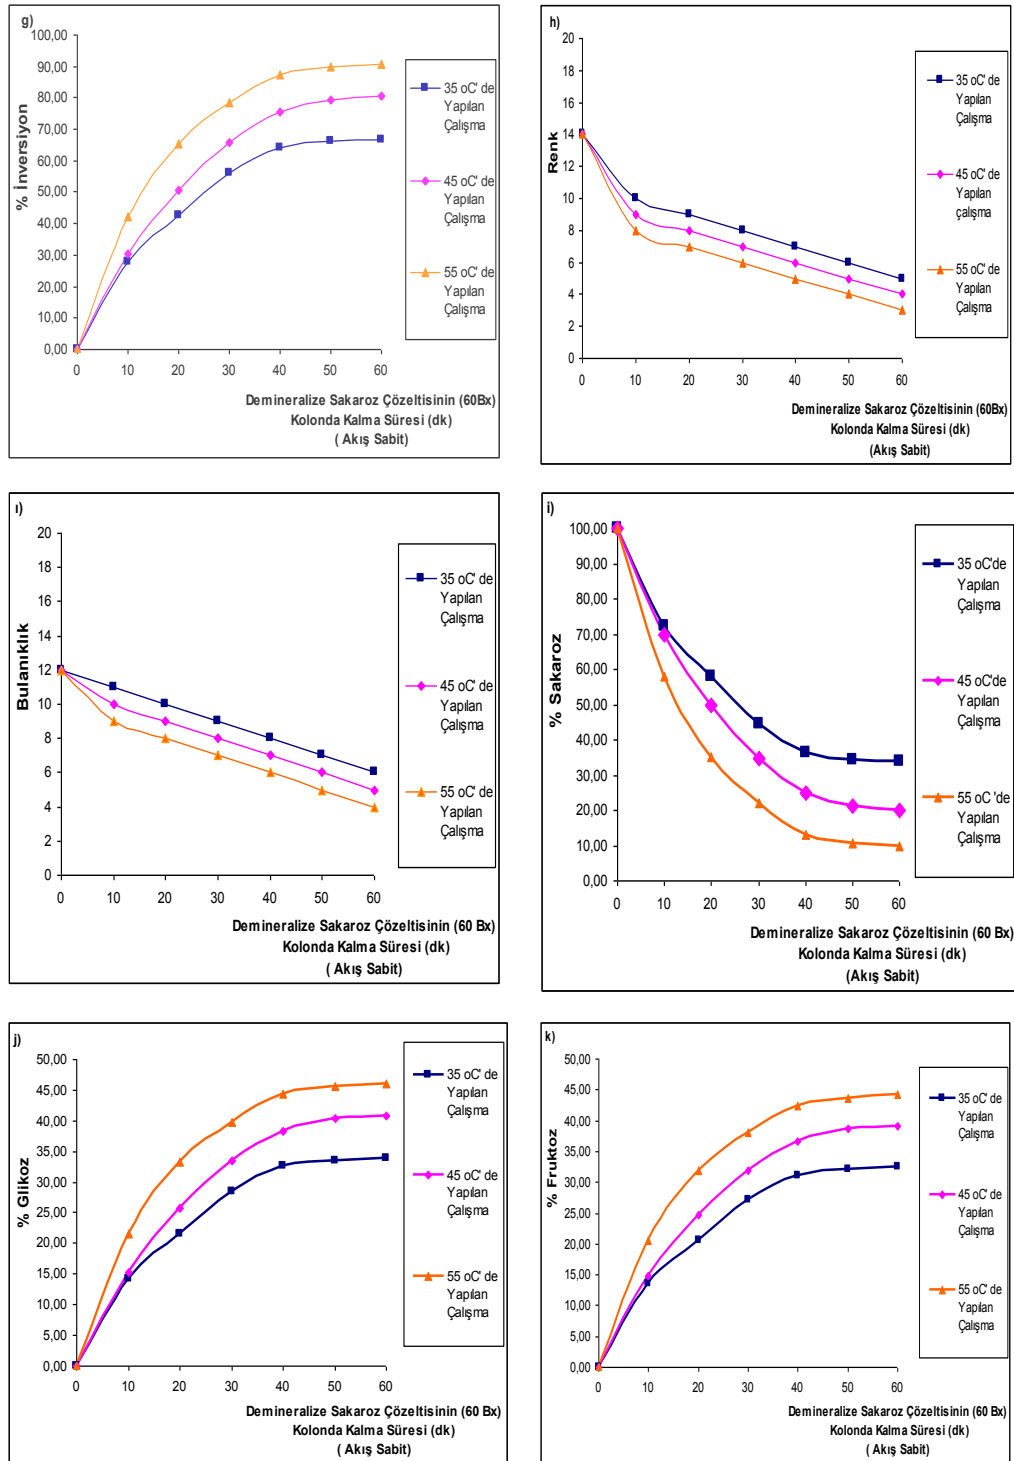 g)
100,00
90,00
80,00
70,00
60,00
50,00
40,00
30,00
20,00
10,00
0,00
% İnversiyon
0 10 20 30 40 50 60
35 oC' de
Yapılan
Çalışma
45 oC' de
Yapılan
Çalışma
55 oC' de
Yapılan
Çalışma
Demineralize Sakaroz Çözeltisinin (60Bx)
Kolonda Kalma Süresi (dk)
( Akış Sabit)
h)
20
18
16
14
12
10
8
6
4
2
0
Renk
0 10 20 30 40 50 60
35 oC' de
Yapılan
Çalışma
45 oC' de
Yapılan
çalışma
55 oC' de
Yapılan
Çalışma
Demineralize Sakaroz Çözeltisinin (60Bx)
Kolonda Kalma Süresi (dk)
(Akış Sabit)
ı)
20
18
16
14
12
10
8
6
4
2
0
Bulanıklık
0 10 20 30 40 50 60
35 oC' de
Yapılan
Çalışma
45 oC' de
Yapılan
Çalışma
55 oC' de
Yapılan
Çalışma
Demineralize Sakaroz Çözeltisinin (60 Bx)
Kolonda Kalma Süresi (dk)
( Akış Sabit)
i)
100,00
90,00
80,00
70,00
60,00
50,00
40,00
30,00
20,00
10,00
0,00
% Sakaroz
0 10 20 30 40 50 60
35 oC'de
Yapılan
Çalışma
45 oC'de
Yapılan
Çalışma
55 oC 'de
Yapılan
Çalışma
Demineralize Sakaroz Çözeltisinin (60 Bx)
Kolonda Kalma Süresi (dk)
(Akış Sabit)
j)
50,00
45,00
40,00
35,00
30,00
25,00
20,00
15,00
10,00
5,00
0,00
% Glikoz
0 10 20 30 40 50 60
35 oC' de
Yapılan
Çalışma
45 oC' de
Yapılan
Çalışma
55 oC' de
Yapılan
Çalışma
Demineralize Sakaroz Çözeltisinin (60 Bx)
Kolonda Kalma Süresi (dk)
( Akış Sabit)
k)
50,00
45,00
40,00
35,00
30,00
25,00
20,00
15,00
10,00
5,00
0,00
% Fruktoz
0 10 20 30 40 50 60
35 oC' de
Yapılan
Çalışma
45 oC' de
Yapılan
Çalışma
55 oC' de
Yapılan
Çalışma
Demineralize Sakaroz Çözeltisinin (60 Bx)
Kolonda Kalma Süresi (dk)
( Akış Sabit)